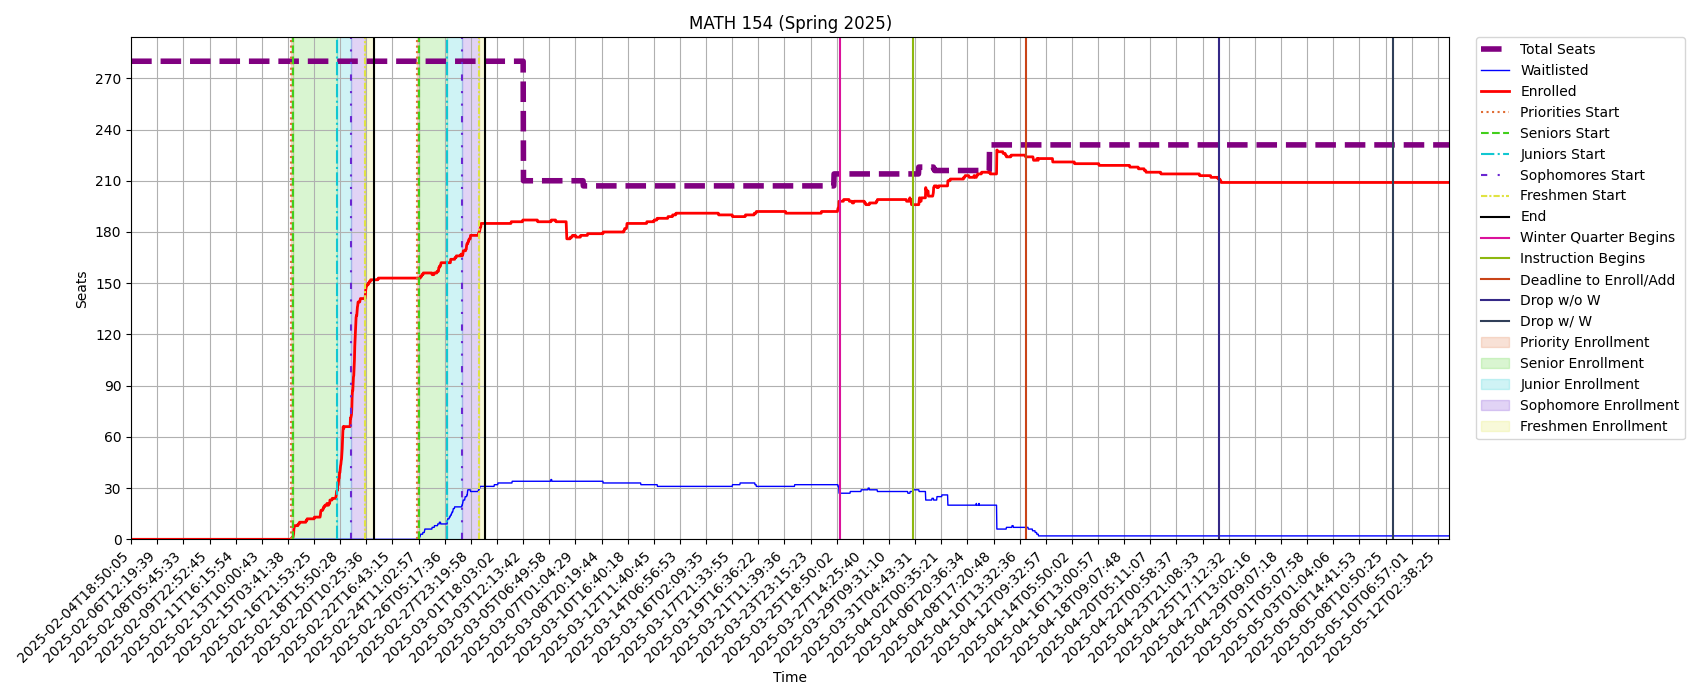 MATH 154 (Spring 2025)
Seats
270
240
210
180
150
120
90
60
30
0
2025-02-04T18:50:05
2025-02-06T12:19:39
2025-02-08T05:45:33
2025-02-09T22:52:45
2025-02-11T16:15:54
2025-02-13T10:00:43
2025-02-15T03:41:38
2025-02-16T21:53:25
2025-02-18T15:50:28
2025-02-20T10:25:36
2025-02-22T16:43:15
2025-02-24T11:02:57
2025-02-26T05:17:36
2025-02-27T23:19:58
2025-03-01T18:03:02
2025-03-03T12:13:42
2025-03-05T06:49:58
2025-03-07T01:04:29
2025-03-08T20:19:44
2025-03-10T16:40:18
2025-03-12T11:40:45
2025-03-14T06:56:53
2025-03-16T02:09:35
2025-03-17T21:33:55
2025-03-19T16:36:22
2025-03-21T11:39:36
2025-03-23T23:15:23
2025-03-25T18:50:02
2025-03-27T14:25:40
2025-03-29T09:31:10
2025-03-31T04:43:31
2025-04-02T00:35:21
2025-04-06T20:36:34
2025-04-08T17:20:48
2025-04-10T13:32:36
2025-04-12T09:32:57
2025-04-14T05:50:02
2025-04-16T13:00:57
2025-04-18T09:07:48
2025-04-20T05:11:07
2025-04-22T00:58:37
2025-04-23T21:08:33
2025-04-25T17:12:32
2025-04-27T13:02:16
2025-04-29T09:07:18
2025-05-01T05:07:58
2025-05-03T01:04:06
2025-05-06T14:41:53
2025-05-08T10:50:25
2025-05-10T06:57:01
2025-05-12T02:38:25
Time
Total Seats
Waitlisted
Enrolled
Priorities Start
Seniors Start
Juniors Start
Sophomores Start
Freshmen Start
End
Winter Quarter Begins
Instruction Begins
Deadline to Enroll/Add
Drop w/o W
Drop w/ W
Priority Enrollment
Senior Enrollment
Junior Enrollment
Sophomore Enrollment
Freshmen Enrollment